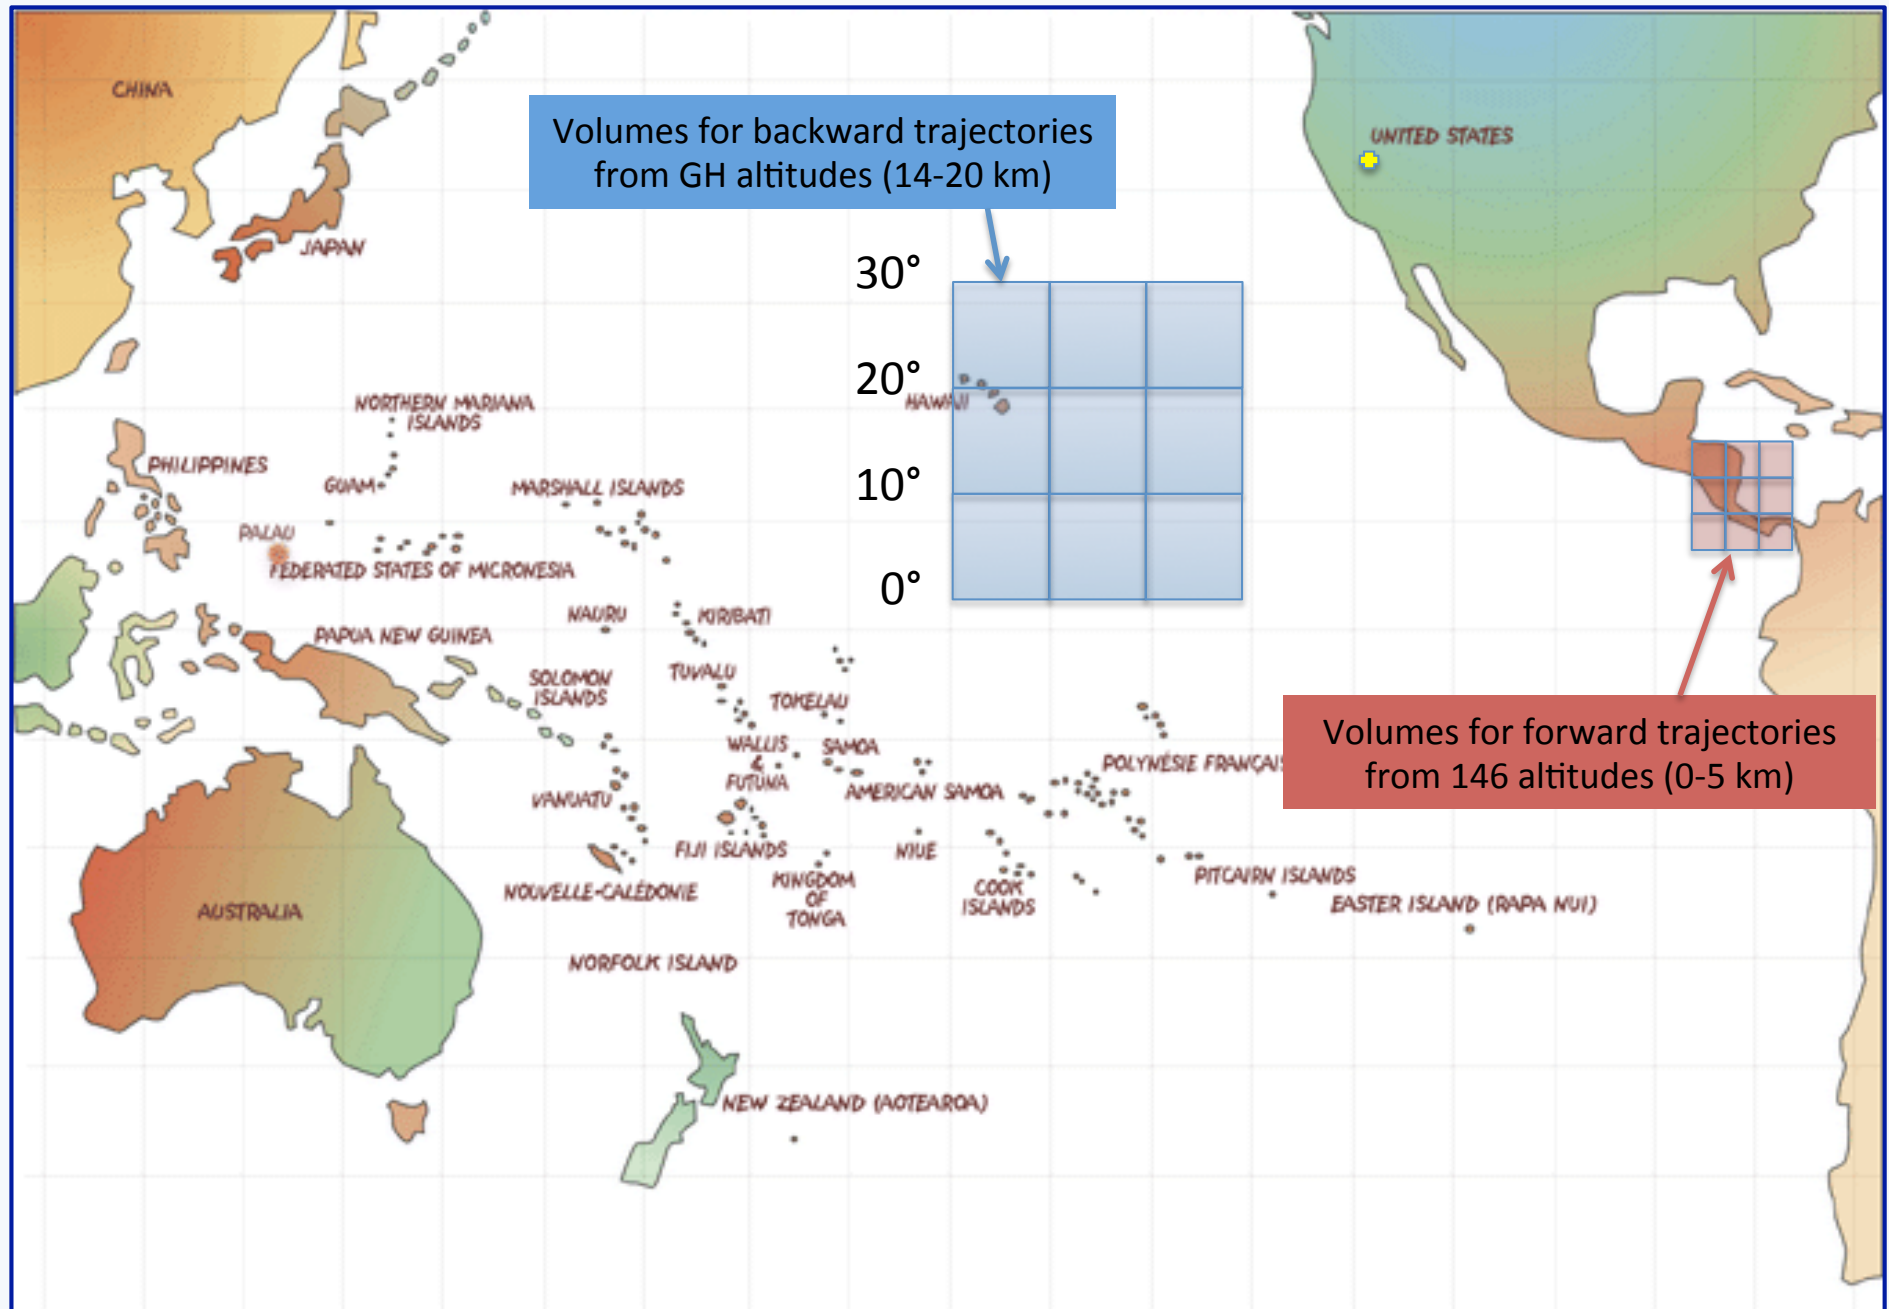 CHINA
Volumes for backward trajectories
from GH altitudes (14-20 km)
UNITED STATES
JAPAN
30°
20°
10°
0°
HAWAII
NORTHERN MARIANA
ISLANDS
PHILIPPINES
GUAM
MARSHALL ISLANDS
PALAU
FEDERATED STATES OF MICRONESIA
NAURU
KIRIBATI
PAPUA NEW GUINEA
SOLOMON
ISLANDS
TUVALU
TOKELAU
Volumes for forward trajectories
from 146 altitudes (0-5 km)
WALLIS
&
FUTUNA
SAMOA
POLYNÉSIE FRANÇAIS
VANUATU
AMERICAN SAMOA
FIJI ISLANDS
NIUE
NOUVELLE-CALÉDONIE
KINGDOM
OF
TONGA
COOK
ISLANDS
PITCAIRN ISLANDS
EASTER ISLAND (RAPA NUI)
AUSTRALIA
NORFOLK ISLAND
NEW ZEALAND (AOTEAROA)